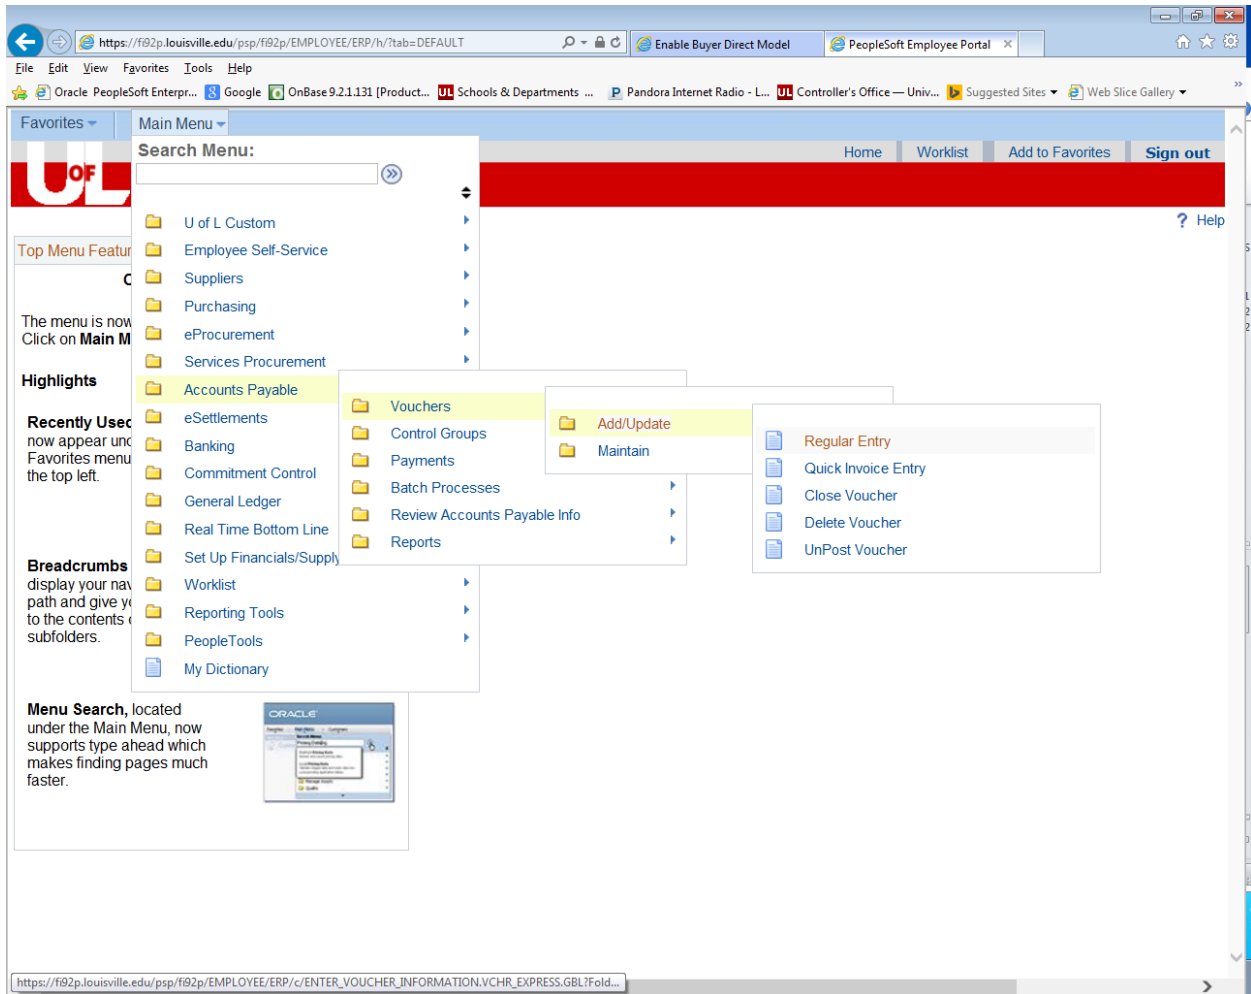 https://fi92p.louisville.edu/psp/fi92p/EMPLOYEE/ERP/h/?tab=DEFAULT
Enable Buyer Direct Model
PeopleSoft Employee Portal
File Edit View Favorites Tools Help
Oracle PeopleSoft Enterpr... Google OnBase 9.2.1.131 [Product... Schools & Departments ... Pandora Internet Radio - L... Controller's Office — Univ... Suggested Sites Web Slice Gallery
Favorites Main Menu
Search Menu:
Home Worklist Add to Favorites Sign out
U OF L
Help
U of L Custom
Employee Self-Service
Top Menu Featur
Suppliers
Purchasing
The menu is now
Click on Main M
eProcurement
Services Procurement
Highlights
Accounts Payable
Vouchers
Add/Update
Regular Entry
Quick Invoice Entry
Close Voucher
Delete Voucher
UnPost Voucher
Maintain
Control Groups
Payments
Batch Processes
Review Accounts Payable Info
Reports
Recently Used
now appear und
Favorites menu
the top left.
eSettlements
Banking
Commitment Control
General Ledger
Real Time Bottom Line
Set Up Financials/Supply
Breadcrumbs
display your nav
path and give yo
to the contents o
subfolders.
Worklist
Reporting Tools
PeopleTools
My Dictionary
Menu Search, located
under the Main Menu, now
supports type ahead which
makes finding pages much
faster.
ORACLE
https://fi92p.louisville.edu/psp/fi92p/EMPLOYEE/ERP/c/ENTER_VOUCHER_INFORMATION.VCHR_EXPRESS.GBL?Fold...